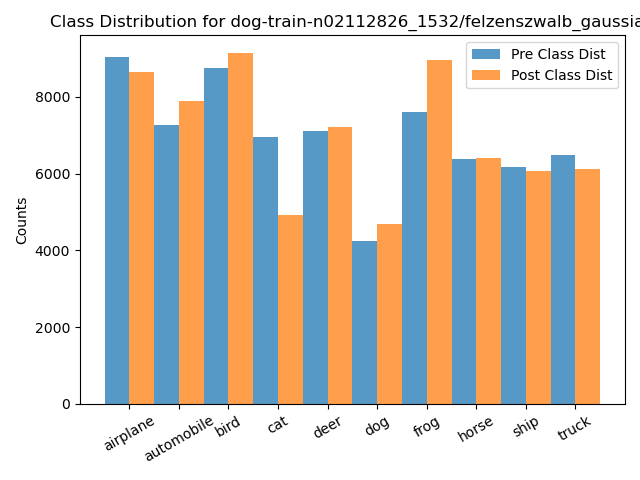 Class Distribution for dog-train-n02112826_1532/felzenszwalb_gaussia
Pre Class Dist
Post Class Dist
Counts
8000
6000
4000
2000
0
airplane
automobile
bird
cat
deer
dog
frog
horse
ship
truck